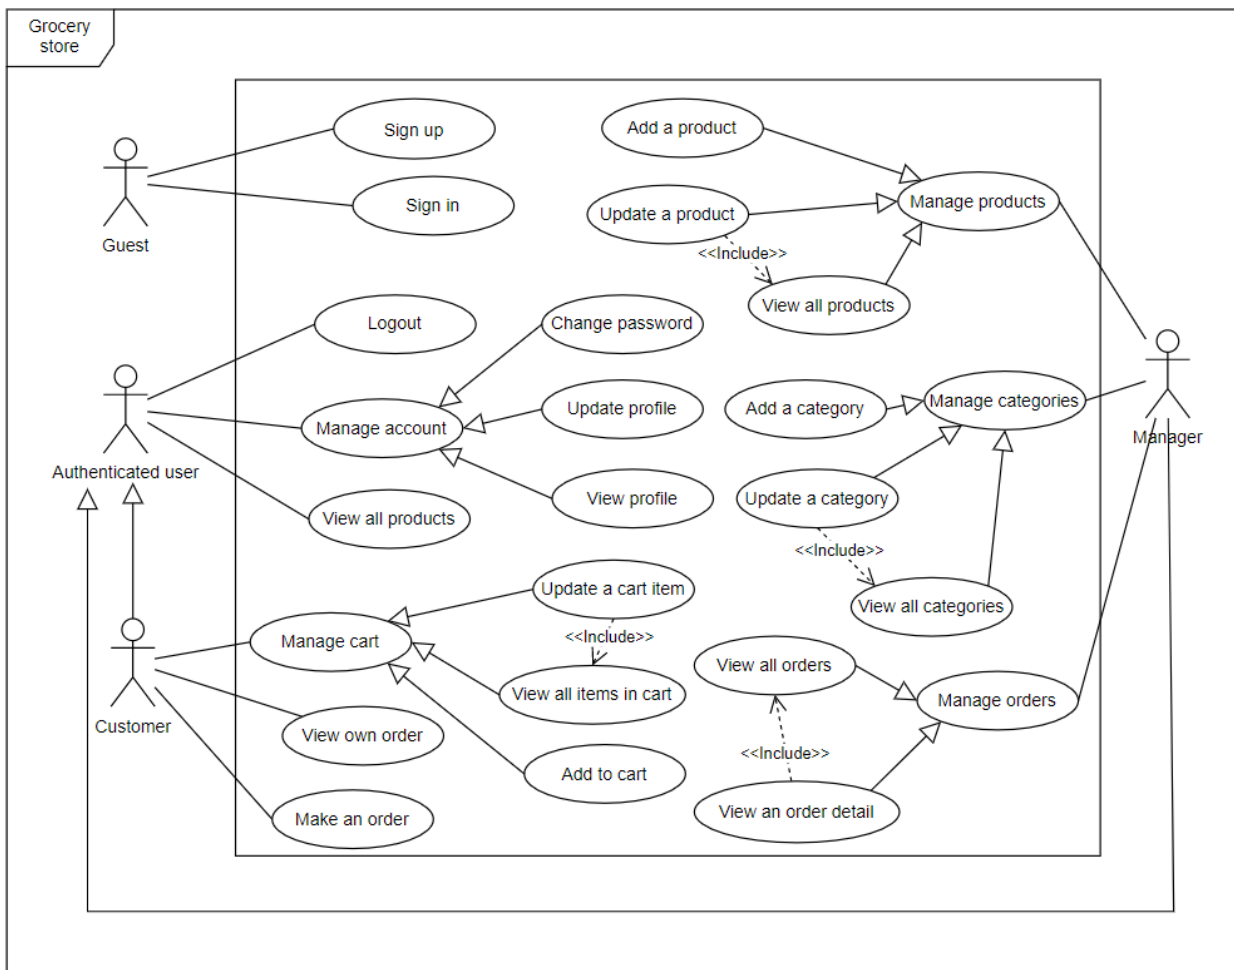 Grocery
store
Sign up
Add a product
Sign in
Update a product
Manage products
Guest
<<Include>>
View all products
Logout
Change password
Manage account
Update profile
Add a category
Manage categories
Manager
Authenticated user
View profile
Update a category
View all products
<<Include>>
Update a cart item
View all categories
Manage cart
<<Include>>
View all orders
View all items in cart
Manage orders
Customer
View own order
<<Include>>
Add to cart
Make an order
View an order detail